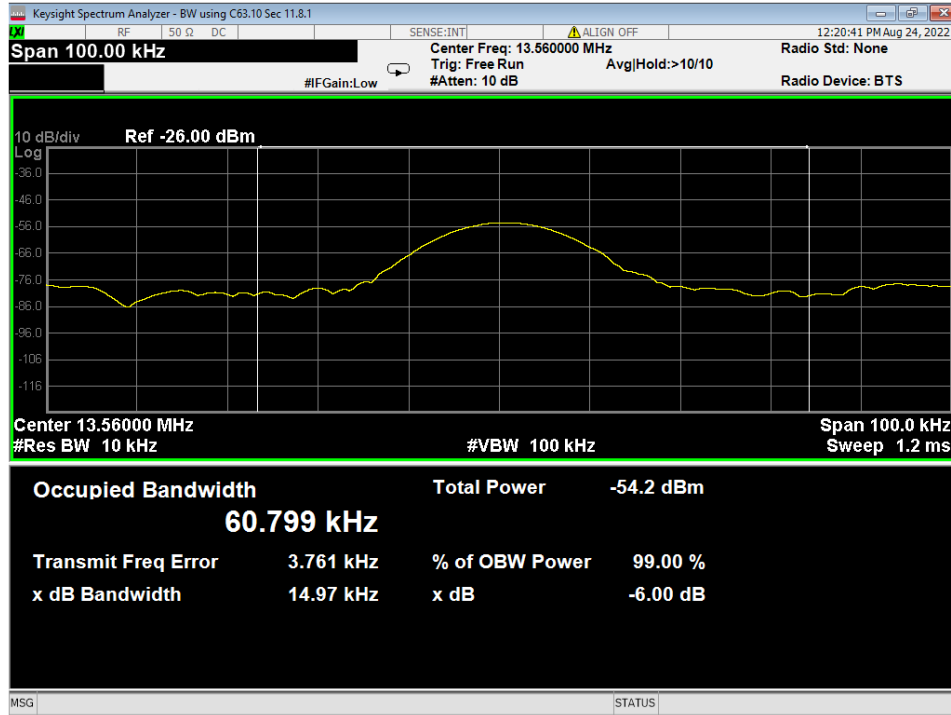 Keysight Spectrum Analyzer - BW using C63.10 Sec 11.8.1
LXI RF 50 Ω DC SENSE:INT ALIGN OFF 12:20:41 PM Aug 24, 2022
Span 100.00 kHz Center Freq: 13.560000 MHz Radio Std: None
Trig: Free Run Avg|Hold:>10/10
#IFGain:Low #Atten: 10 dB Radio Device: BTS
10 dB/div Ref -26.00 dBm
Log
-36.0
-46.0
-56.0
-66.0
-76.0
-86.0
-96.0
-106
-116
Center 13.56000 MHz Span 100.0 kHz
#Res BW 10 kHz #VBW 100 kHz Sweep 1.2 ms
Occupied Bandwidth Total Power -54.2 dBm
60.799 kHz
Transmit Freq Error 3.761 kHz % of OBW Power 99.00 %
x dB Bandwidth 14.97 kHz x dB -6.00 dB
MSG STATUS